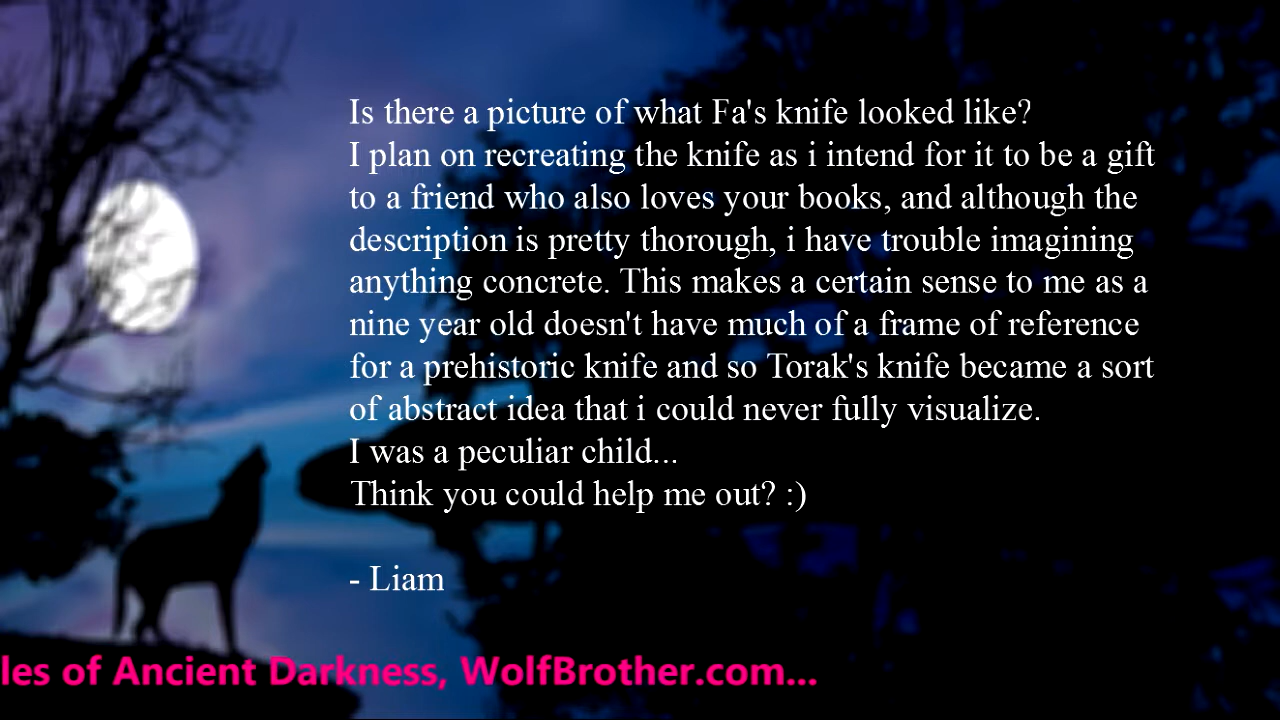 Is there a picture of what Fa's knife looked like?
I plan on recreating the knife as i intend for it to be a gift
to a friend who also loves your books, and although the
description is pretty thorough, i have trouble imagining
anything concrete. This makes a certain sense to me as a
nine year old doesn't have much of a frame of reference
for a prehistoric knife and so Torak's knife became a sort
of abstract idea that i could never fully visualize.
I was a peculiar child...
Think you could help me out? :)
- Liam
les of Ancient Darkness, WolfBrother.com...